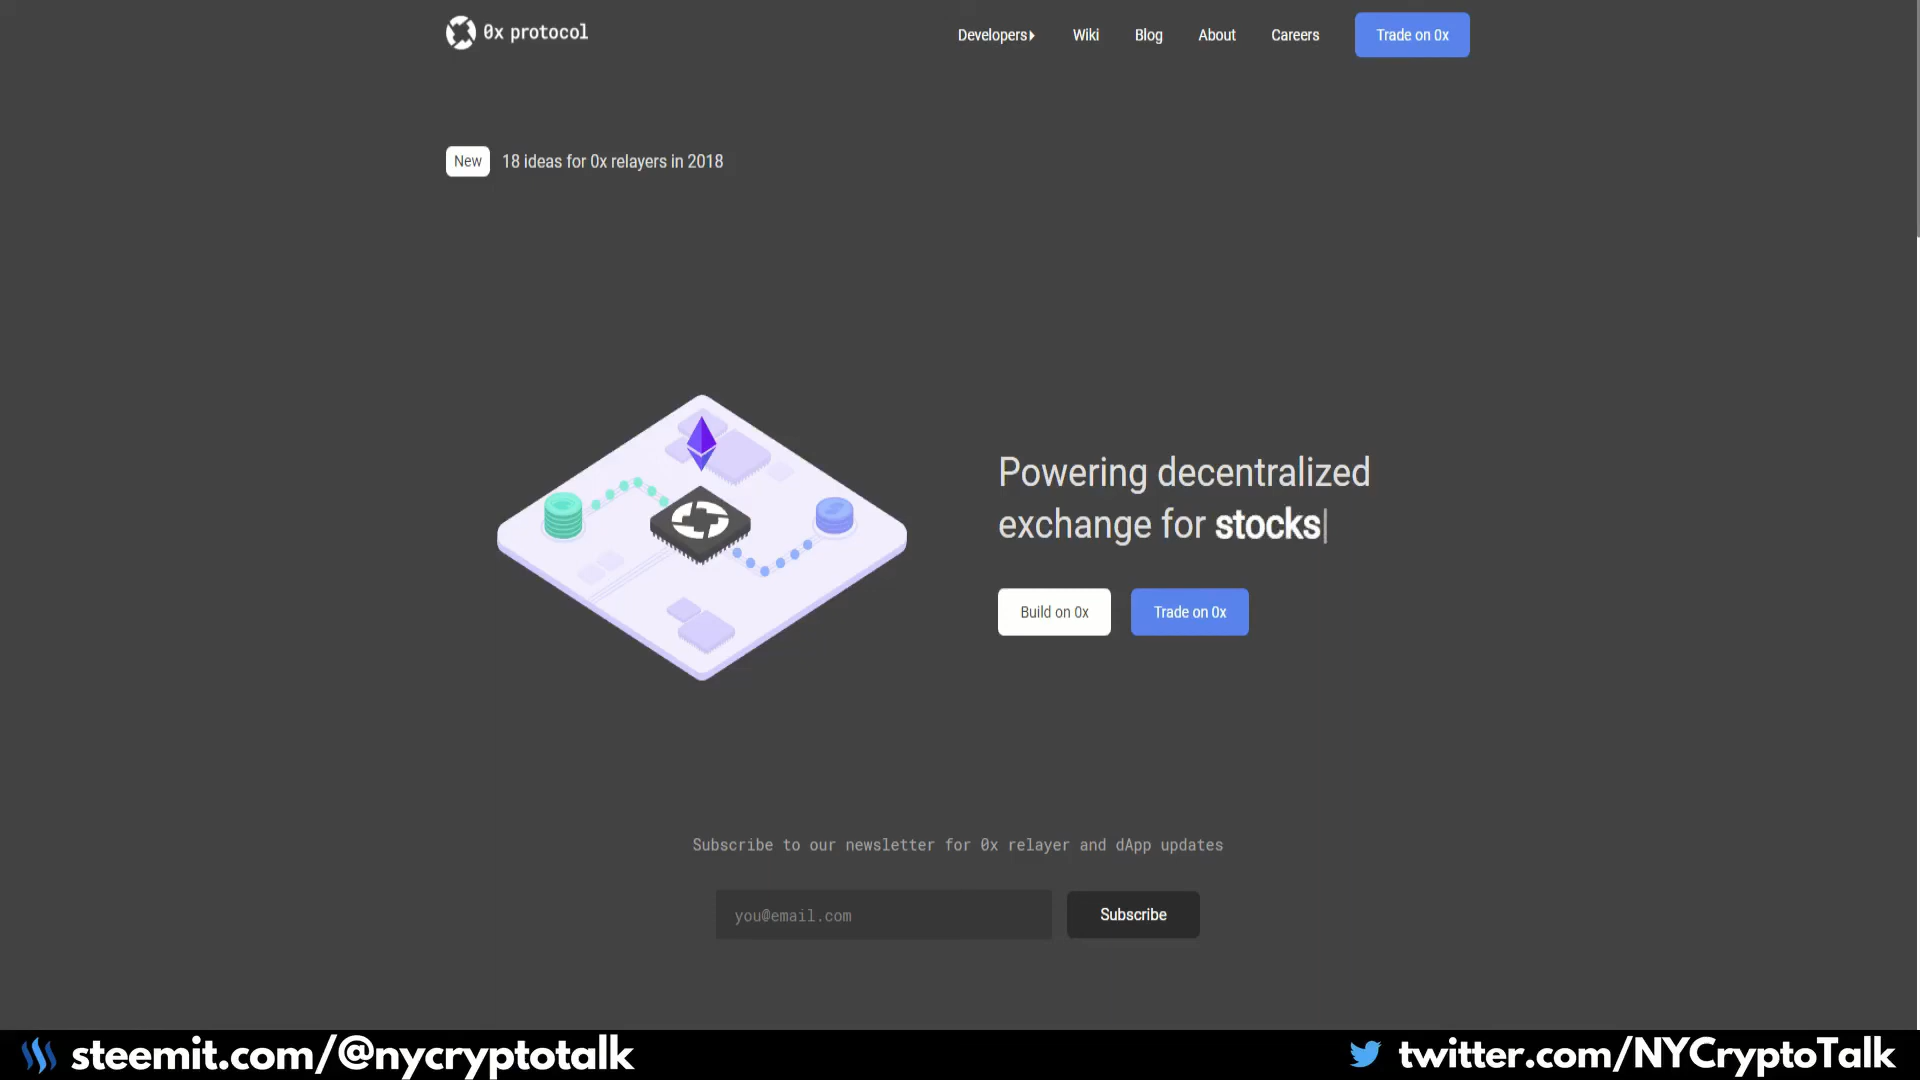 0x protocol
Developers
Wiki
Blog
About
Careers
Trade on 0x
New
18 ideas for 0x relayers in 2018
Powering decentralized
exchange for stocks|
Build on 0x
Trade on 0x
Subscribe to our newsletter for 0x relayer and dApp updates
you@email.com
Subscribe
steemit.com/@nycryptotalk
twitter.com/NYCryptoTalk